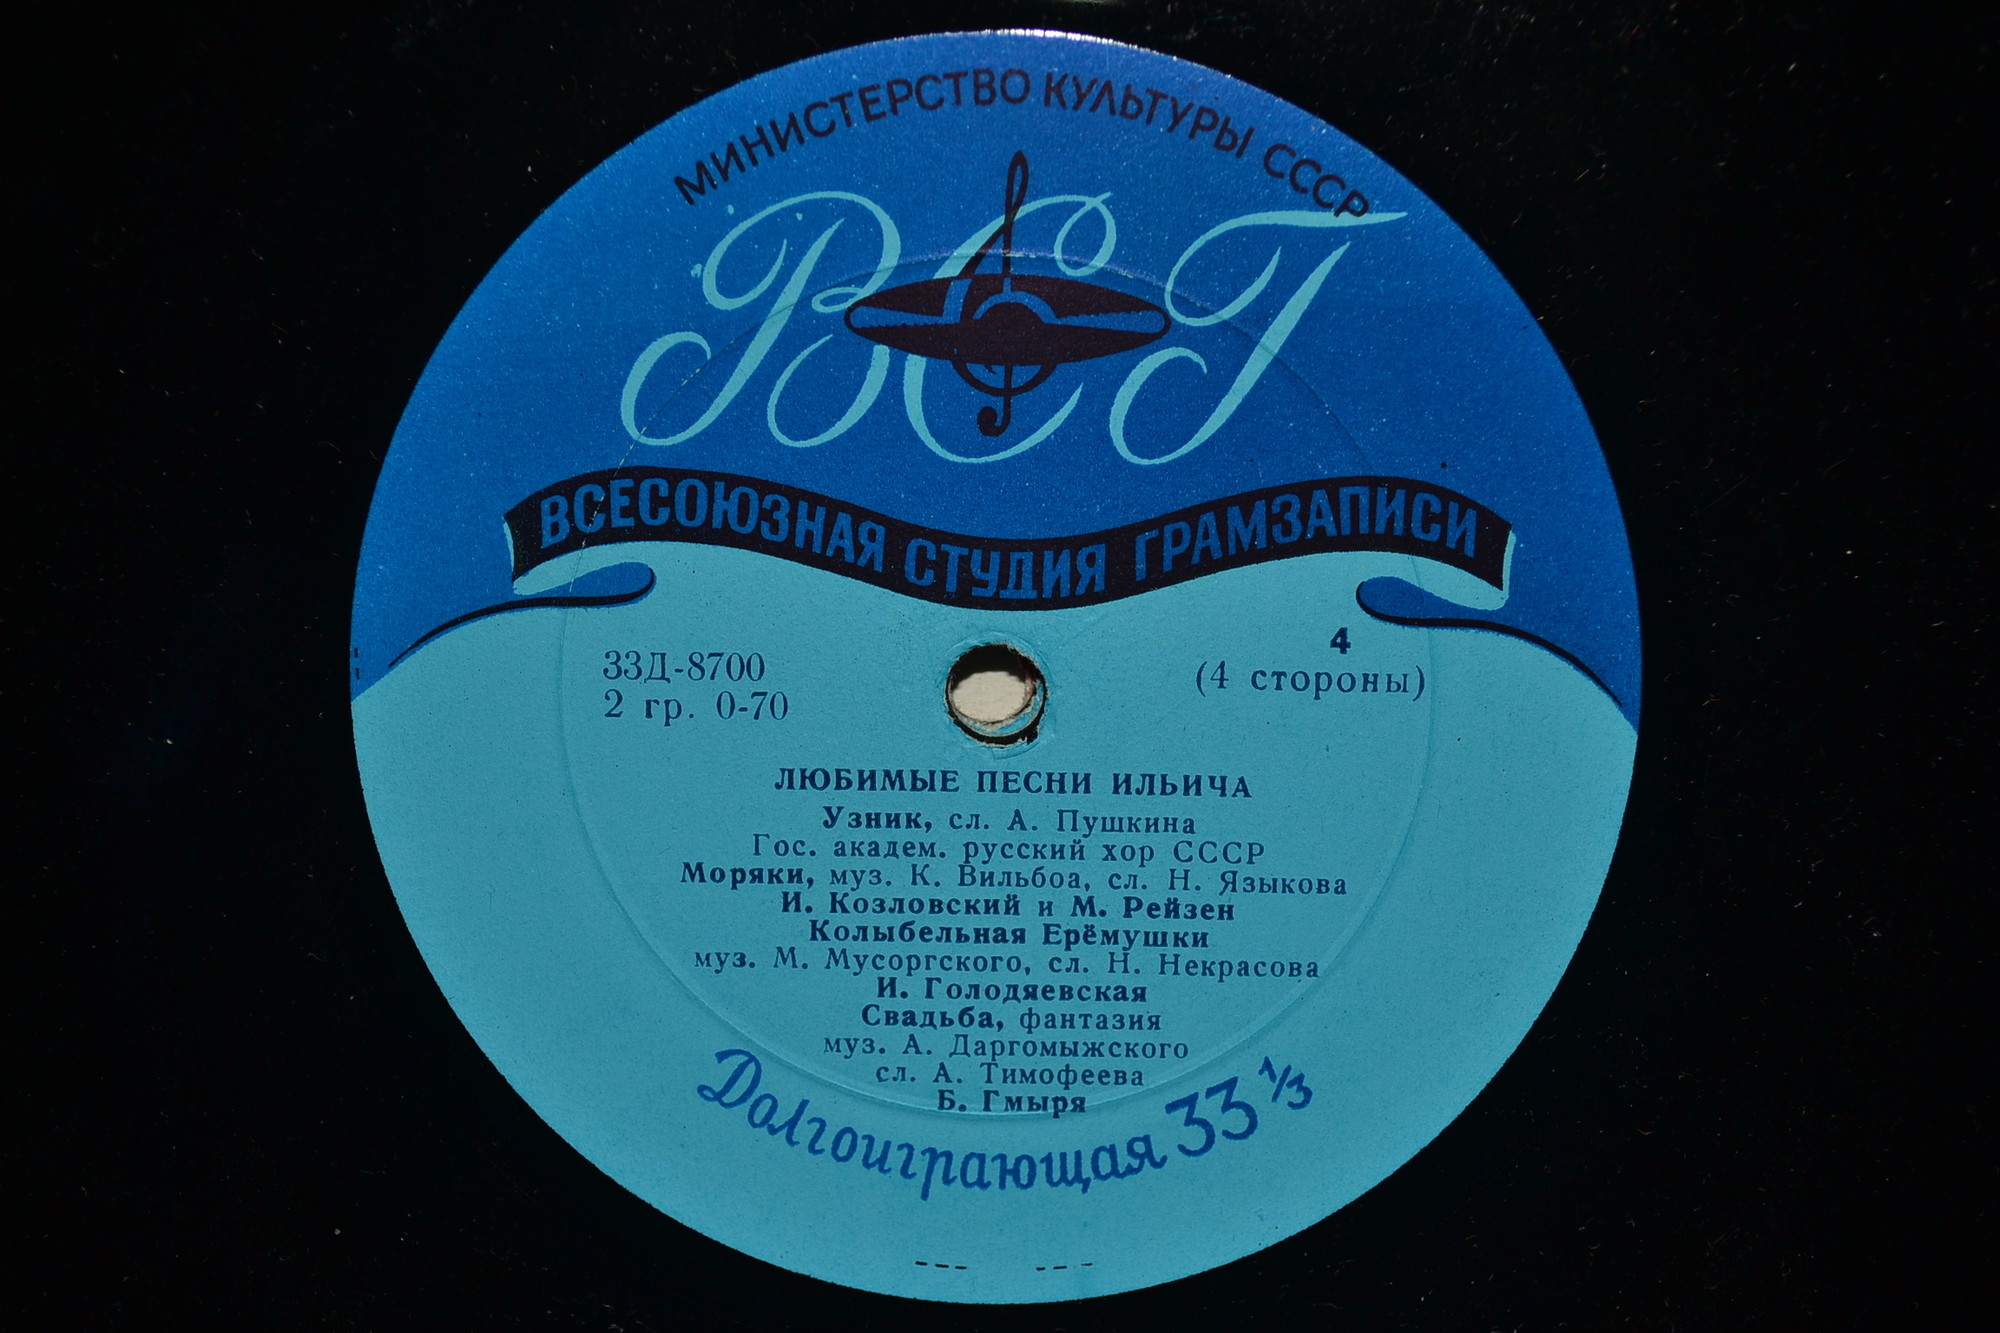 МИНИСТЕРСТВО КУЛЬТУРЫ СССР
ВСГ
ВСЕСОЮЗНАЯ СТУДИЯ ГРАМЗАПИСИ
33Д-8700
2 гр. 0-70
4
(4 стороны)
ЛЮБИМЫЕ ПЕСНИ ИЛЬИЧА
Узник, сл. А. Пушкина
Гос. академ. русский хор СССР
Моряки, муз. К. Вильбоа, сл. Н. Языкова
И. Козловский и М. Рейзен
Колыбельная Ерёмушки
муз. М. Мусоргского, сл. Н. Некрасова
И. Голодяевская
Свадьба, фантазия
муз. А. Даргомыжского
сл. А. Тимофеева
Б. Гмыря
Долгоиграющая 33 1/3